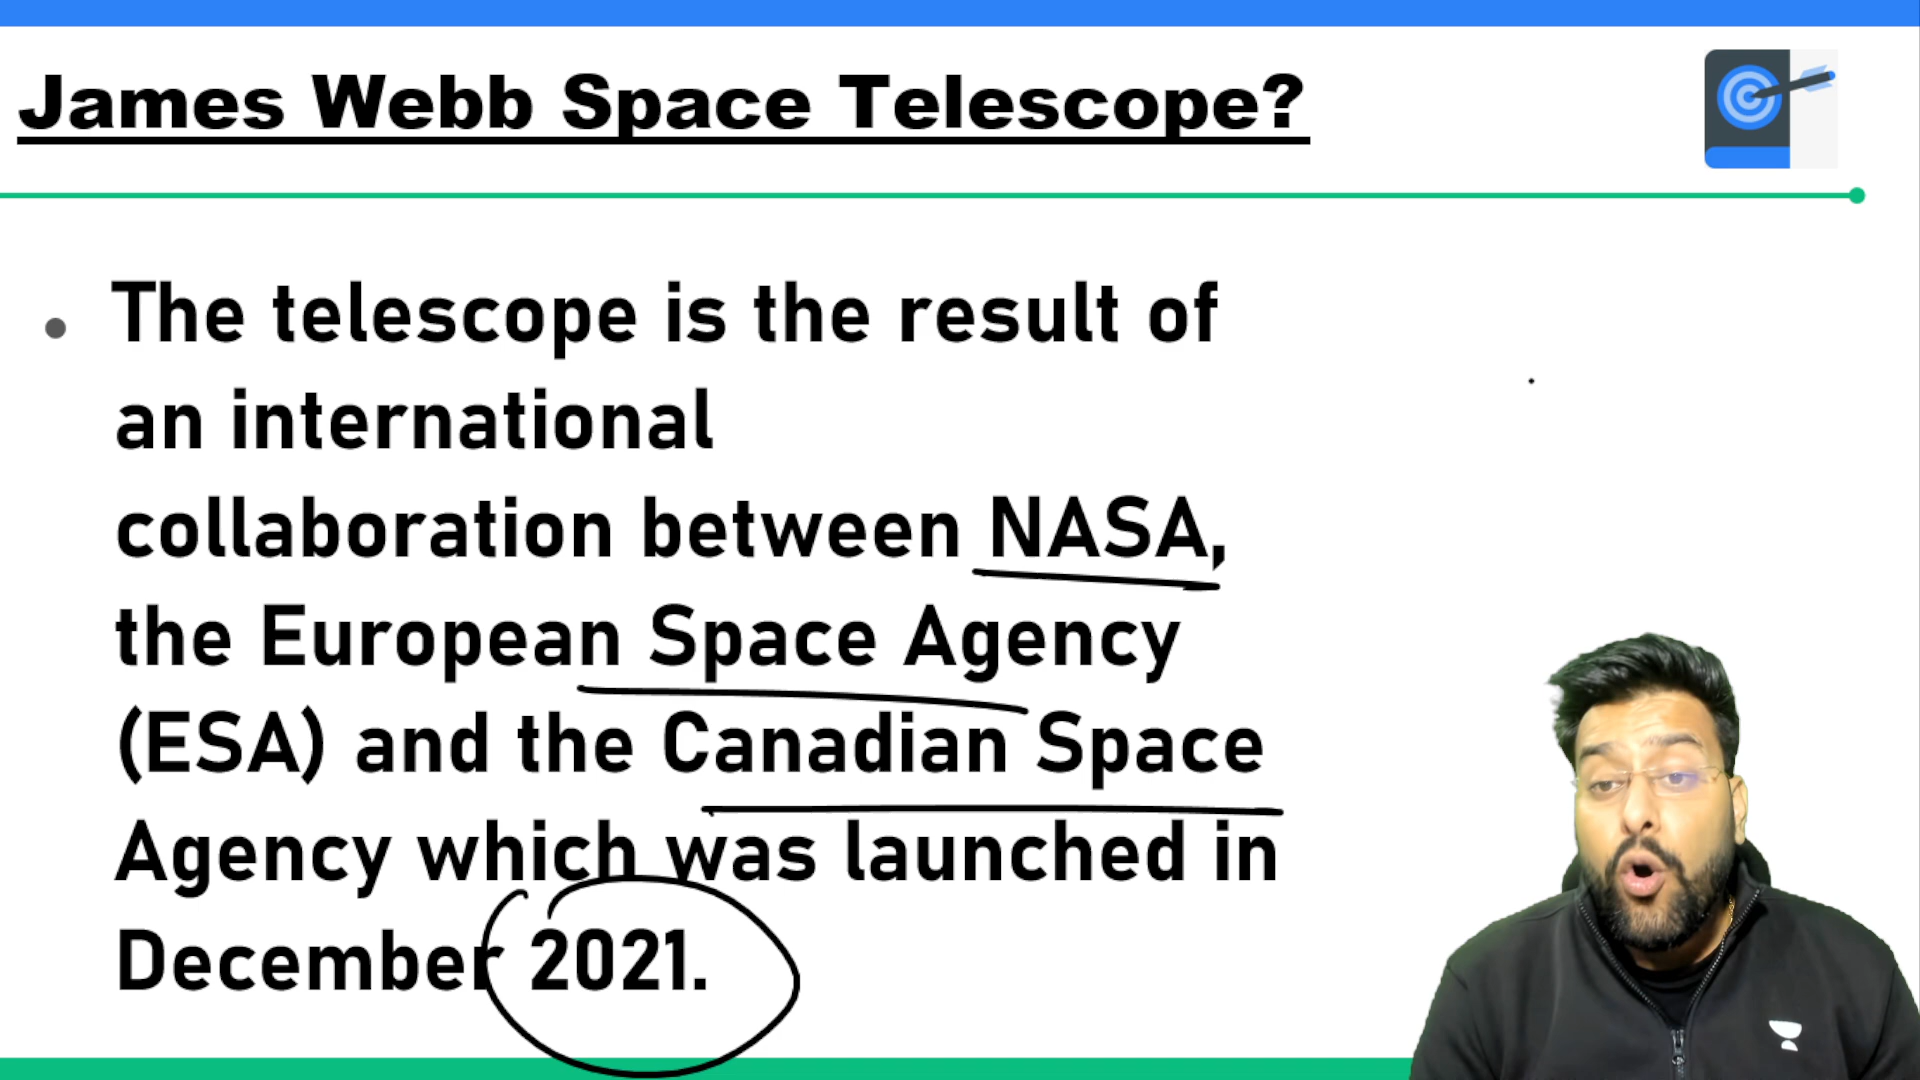 James Webb Space Telescope?
The telescope is the result of
an international
collaboration between NASA,
the European Space Agency
(ESA) and the Canadian Space
Agency which was launched in
December 2021.